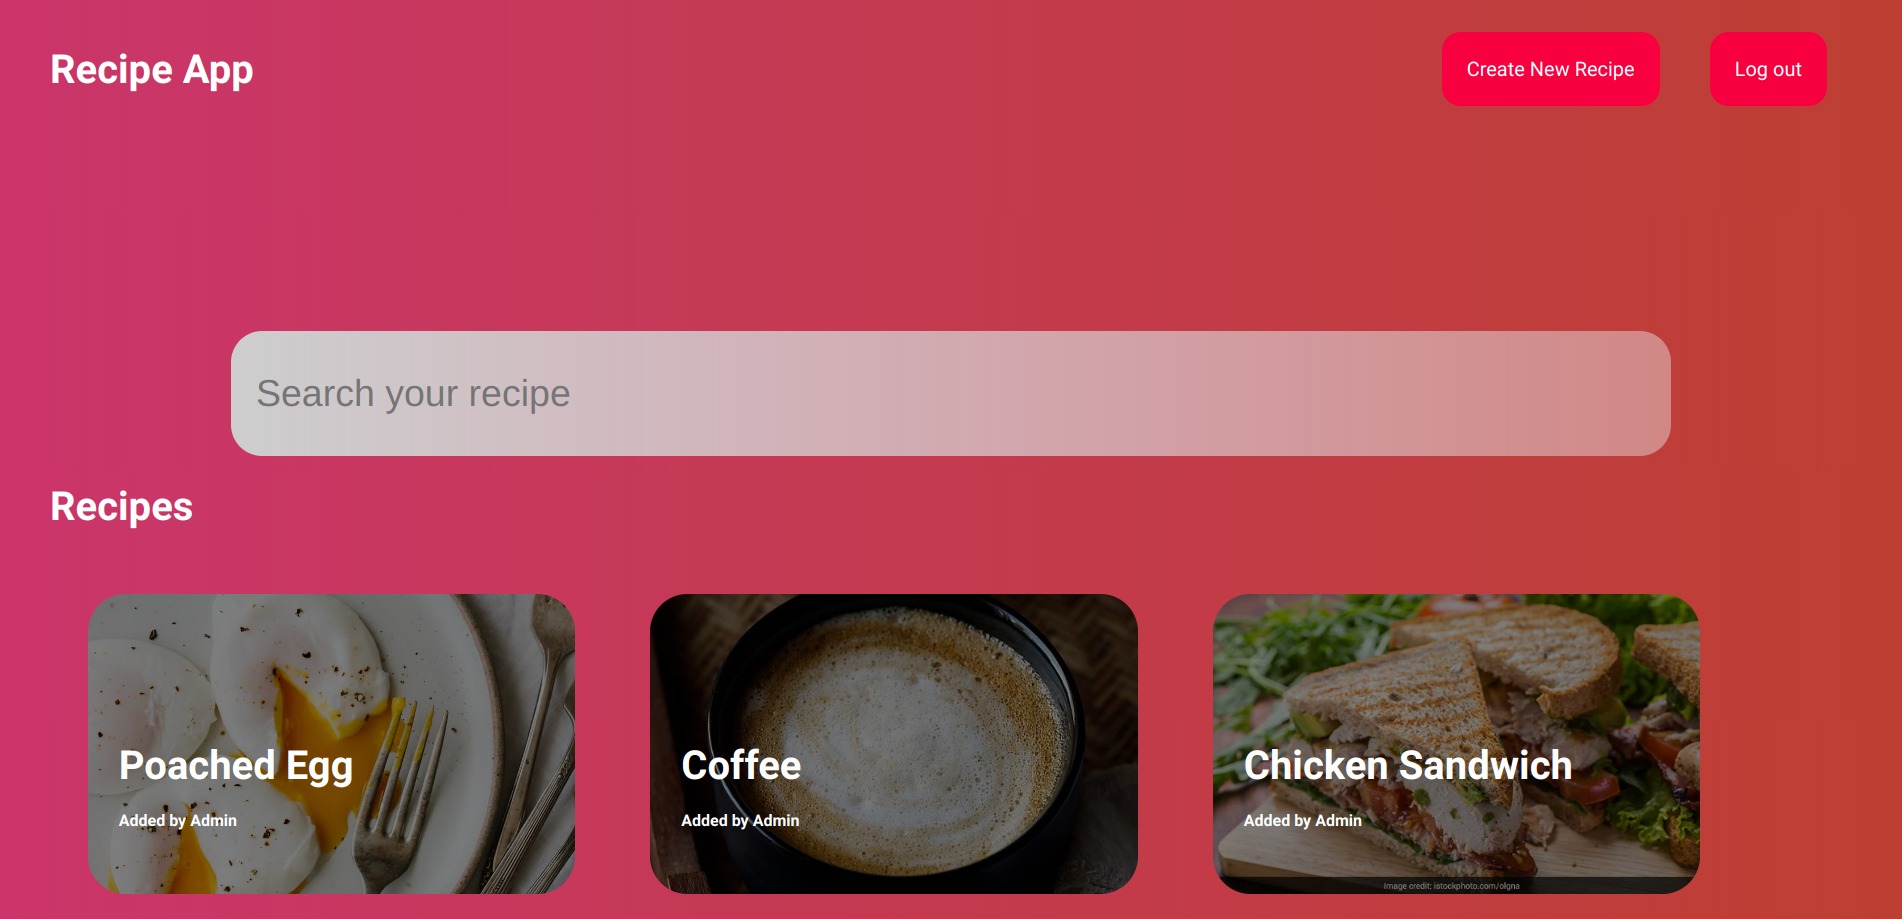 Recipe App
Create New Recipe
Log out
Search your recipe
Recipes
Poached Egg
Added by Admin
Coffee
Added by Admin
Chicken Sandwich
Added by Admin
Image credit: istockphoto.com/olgna